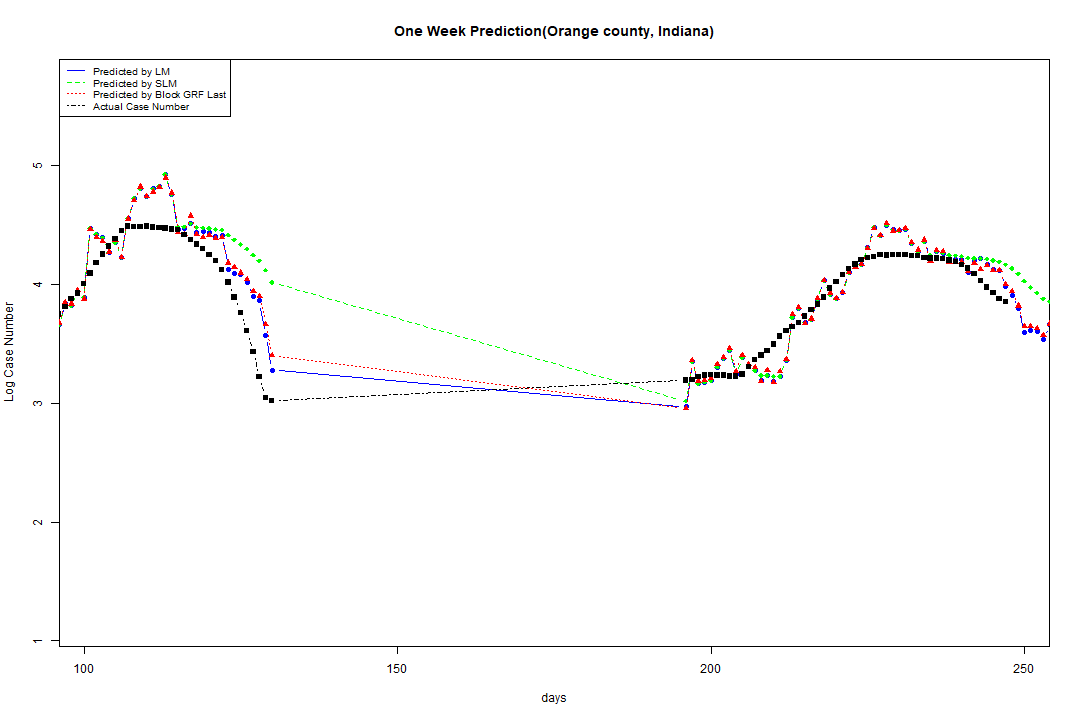 One Week Prediction(Orange county, Indiana)
Predicted by LM
Predicted by SLM
Predicted by Block GRF Last
Actual Case Number
Log Case Number
5
4
3
2
1
100
150
200
250
days